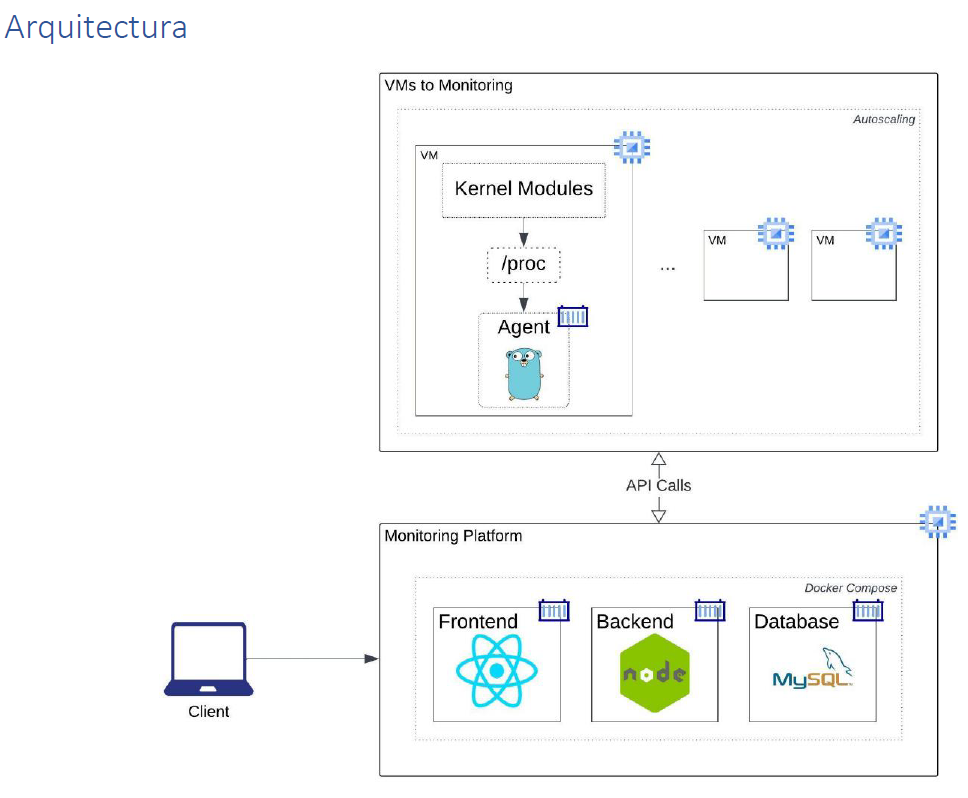 Arquitectura
VMs to Monitoring
Autoscaling
VM
Kernel Modules
/proc
Agent
...
VM
VM
API Calls
Monitoring Platform
Docker Compose
Frontend
Backend
node
Database
MySQL
Client